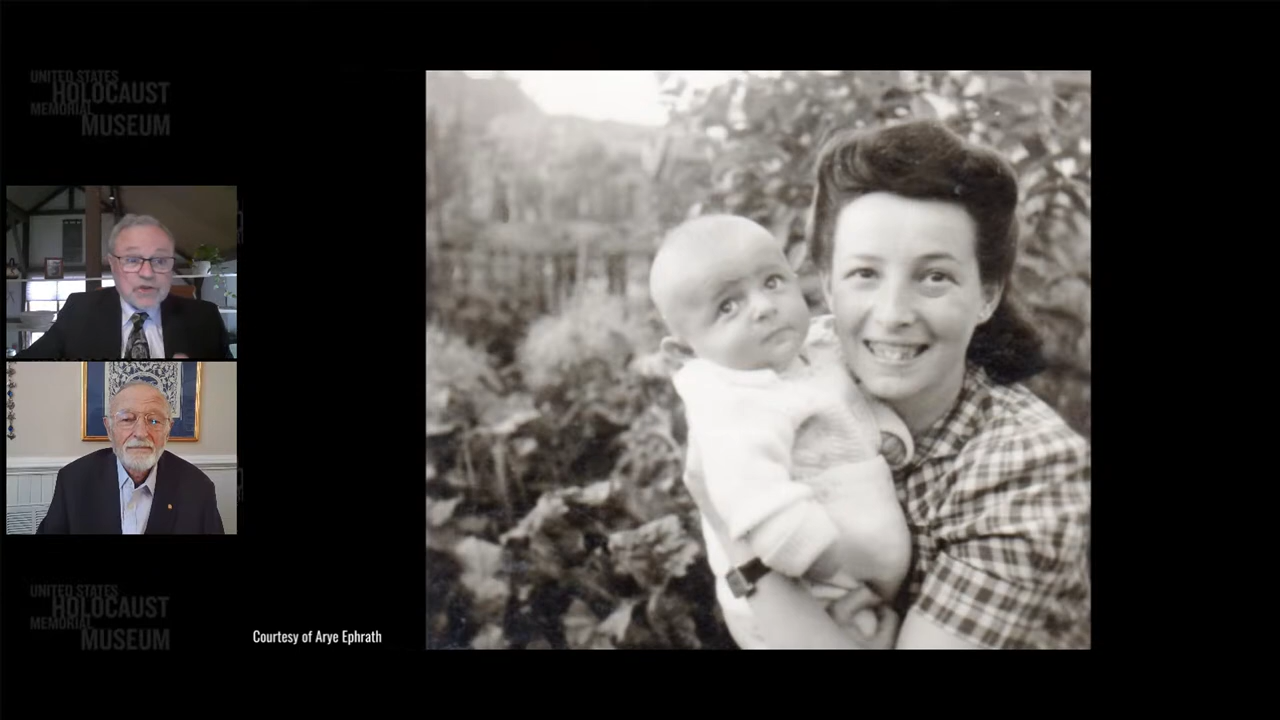 UNITED STATES
HOLOCAUST
MEMORIAL
MUSEUM
UNITED STATES
HOLOCAUST
MEMORIAL
MUSEUM
Courtesy of Arye Ephrath